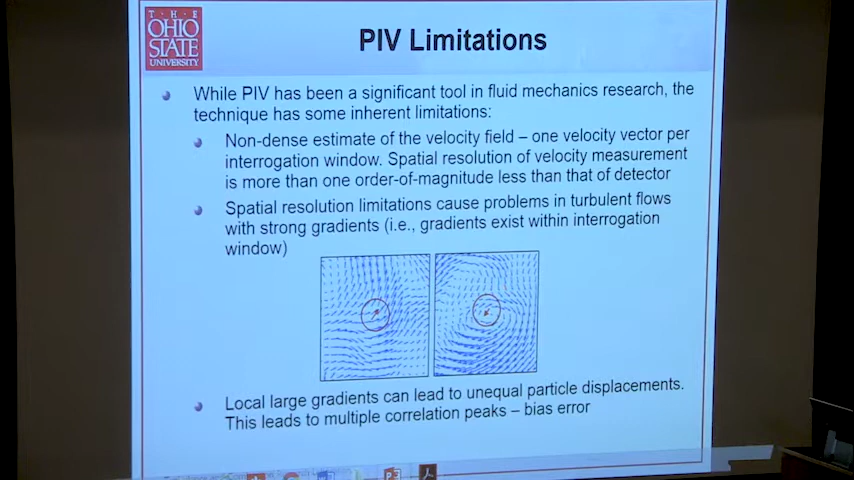 T · H · E
OHIO
STATE
UNIVERSITY
PIV Limitations
While PIV has been a significant tool in fluid mechanics research, the
technique has some inherent limitations:
Non-dense estimate of the velocity field – one velocity vector per
interrogation window. Spatial resolution of velocity measurement
is more than one order-of-magnitude less than that of detector
Spatial resolution limitations cause problems in turbulent flows
with strong gradients (i.e., gradients exist within interrogation
window)
Local large gradients can lead to unequal particle displacements.
This leads to multiple correlation peaks – bias error